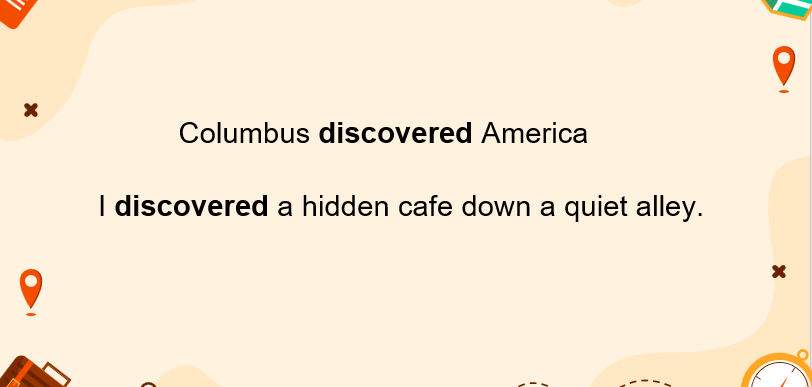 Columbus discovered America
I discovered a hidden cafe down a quiet alley.